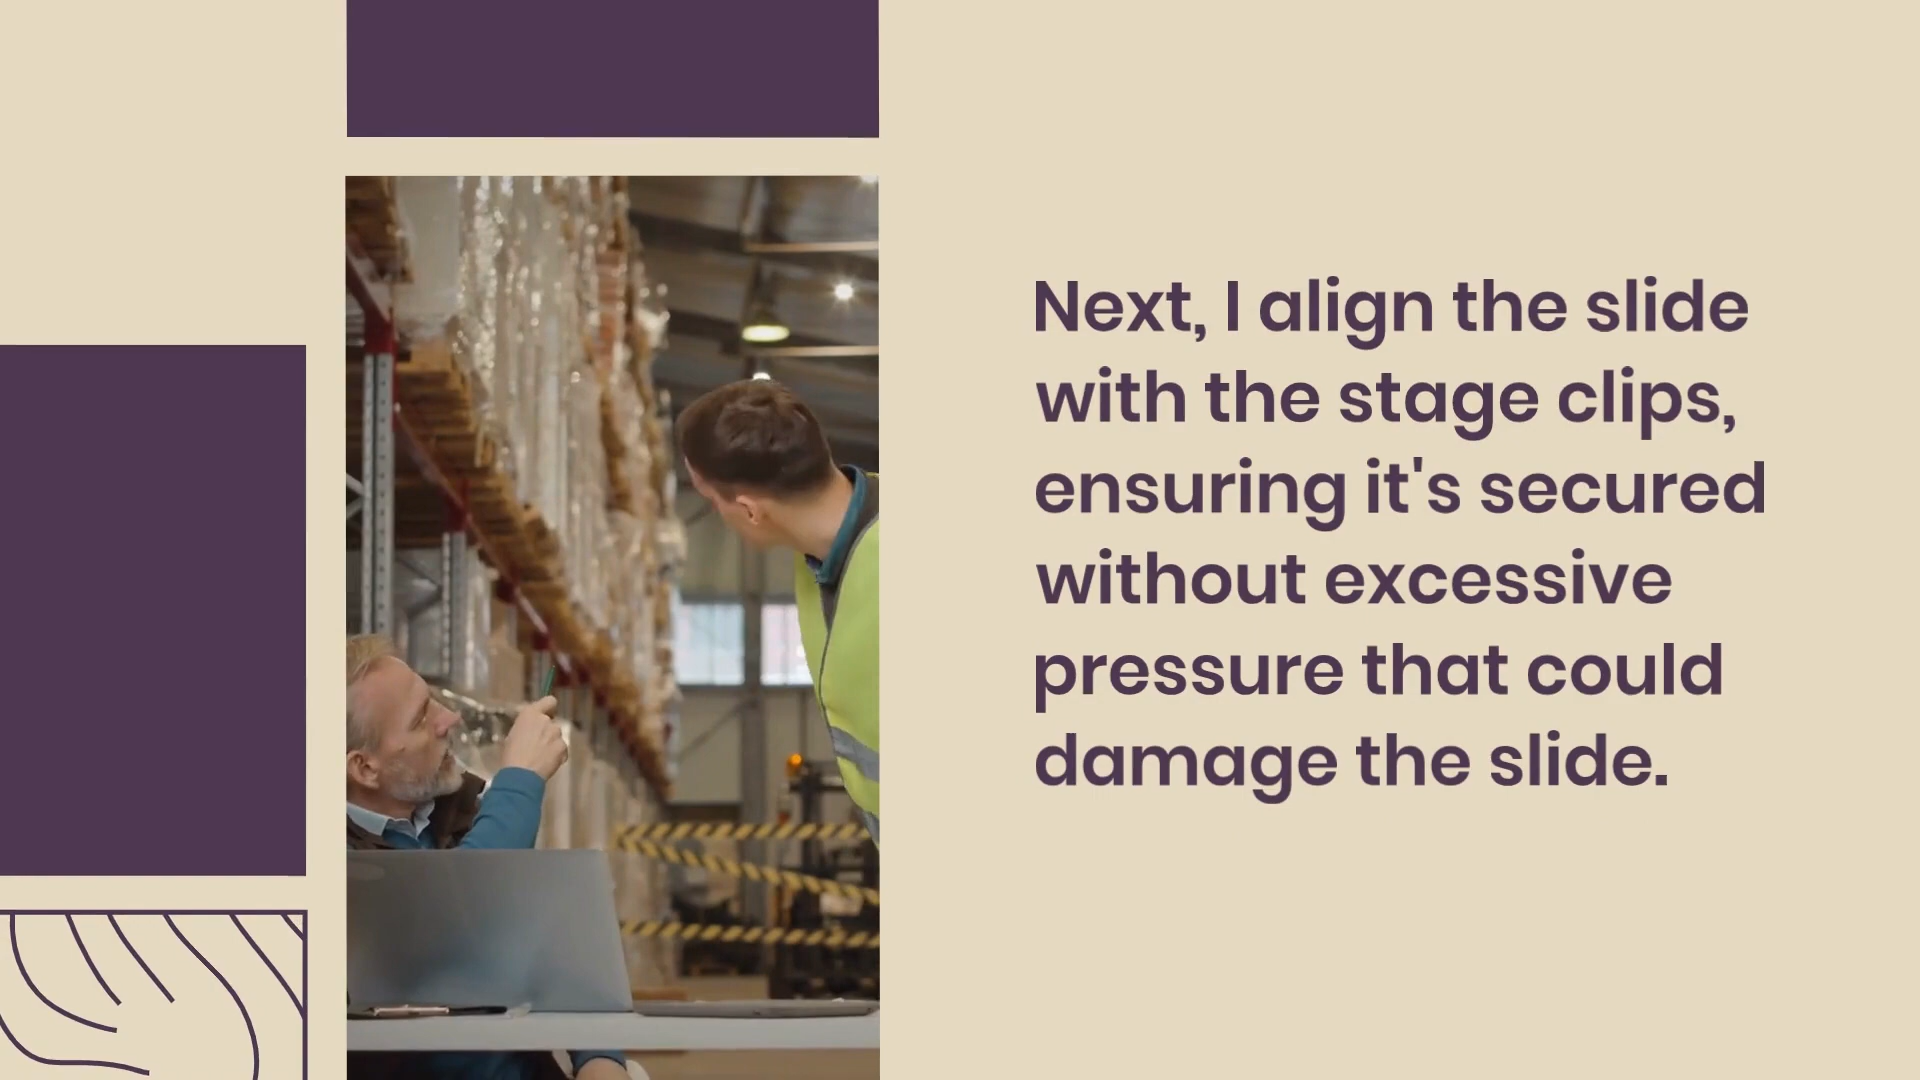 Next, I align the slide
with the stage clips,
ensuring it's secured
without excessive
pressure that could
damage the slide.